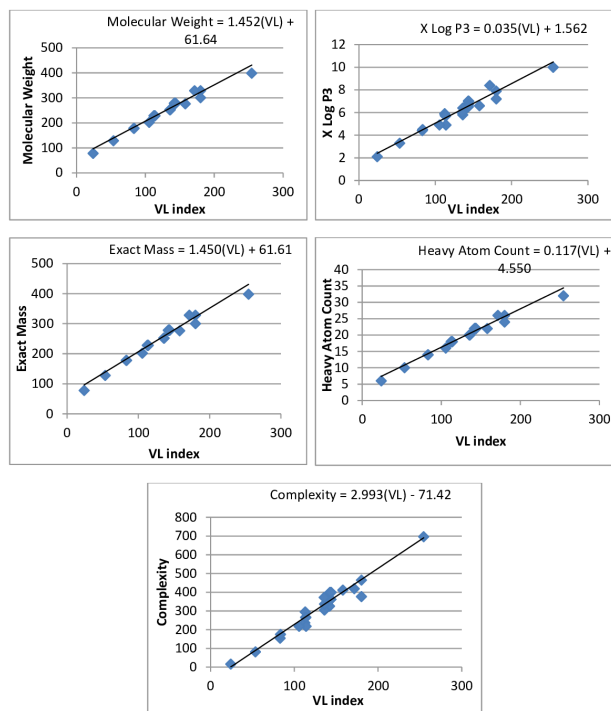 Molecular Weight = 1.452(VL) +
61.64
500
400
300
200
100
0
0 100 200 300
Molecular Weight
VL index
X Log P3 = 0.035(VL) + 1.562
12
10
8
6
4
2
0
0 100 200 300
X Log P3
VL index
Exact Mass = 1.450(VL) + 61.61
500
400
300
200
100
0
0 100 200 300
Exact Mass
VL index
Heavy Atom Count = 0.117(VL) +
4.550
40
35
30
25
20
15
10
5
0
0 100 200 300
Heavy Atom Count
VL index
Complexity = 2.993(VL) - 71.42
800
700
600
500
400
300
200
100
0
0 100 200 300
Complexity
VL index